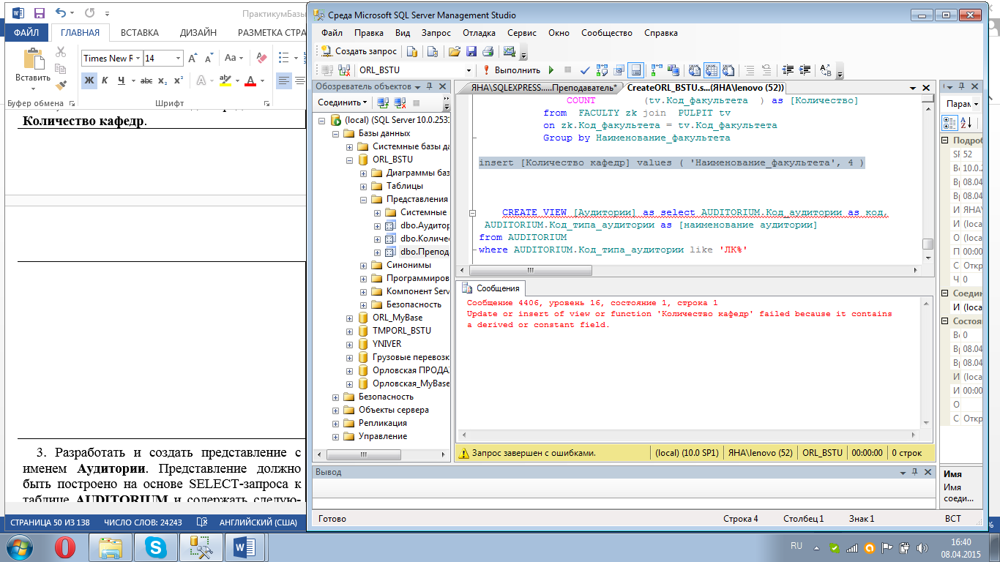 ПрактикумБазы
ФАЙЛ ГЛАВНАЯ ВСТАВКА ДИЗАЙН РАЗМЕТКА СТРА
Times New R 14
Вставить
Ж К Ч abc x₂ x²
Буфер обмена Шрифт
Количество кафедр.
3. Разработать и создать представление с
именем Аудитории. Представление должно
быть построено на основе SELECT-запроса к
таблице AUDITORIUM и содержать следую-
СТРАНИЦА 50 ИЗ 138 ЧИСЛО СЛОВ: 24243 АНГЛИЙСКИЙ (США)
Среда Microsoft SQL Server Management Studio
Файл Правка Вид Запрос Отладка Сервис Окно Сообщество Справка
Создать запрос
ORL_BSTU Выполнить
Обозреватель объектов
Соединить
(local) (SQL Server 10.0.253
Базы данных
Системные базы да
ORL_BSTU
Диаграммы баз
Таблицы
Представления
Системные
dbo.Аудитор
dbo.Количес
dbo.Препод
Синонимы
Программиров
Компонент Serv
Безопасность
ORL_MyBase
TMPORL_BSTU
YNIVER
Грузовые перевозк
Орловская ПРОДА
Орловская_MyBase
Безопасность
Объекты сервера
Репликация
Управление
ЯНА\SQLEXPRESS.....Преподаватель* CreateORL_BSTU.s...(ЯНА\lenovo (52))
COUNT (tv.Код_факультета ) as [Количество]
from FACULTY zk join PULPIT tv
on zk.Код_факультета = tv.Код_факультета
Group by Наименование_факультета
insert [Количество кафедр] values ( 'Наименование_факультета', 4 )
CREATE VIEW [Аудитории] as select AUDITORIUM.Код_аудитории as код,
AUDITORIUM.Код_типа_аудитории as [наименование аудитории]
from AUDITORIUM
where AUDITORIUM.Код_типа_аудитории like 'ЛК%'
Сообщения
Сообщение 4406, уровень 16, состояние 1, строка 1
Update or insert of view or function 'Количество кафедр' failed because it contains
a derived or constant field.
Запрос завершен с ошибками. (local) (10.0 SP1) ЯНА\lenovo (52) ORL_BSTU 00:00:00 0 строк
Парам
Подроб
52
10.0.2
08.04
08.04
ЯНА\
(loca
(loca
00:00
Откр
0
Соедин
(loca
Состоя
0
08.04
08.04
(loca
00:00
Откр
Имя
Имя
соеди...
Вывод
Готово Строка 4 Столбец 1 Знак 1 ВСТ
RU
16:40
08.04.2015